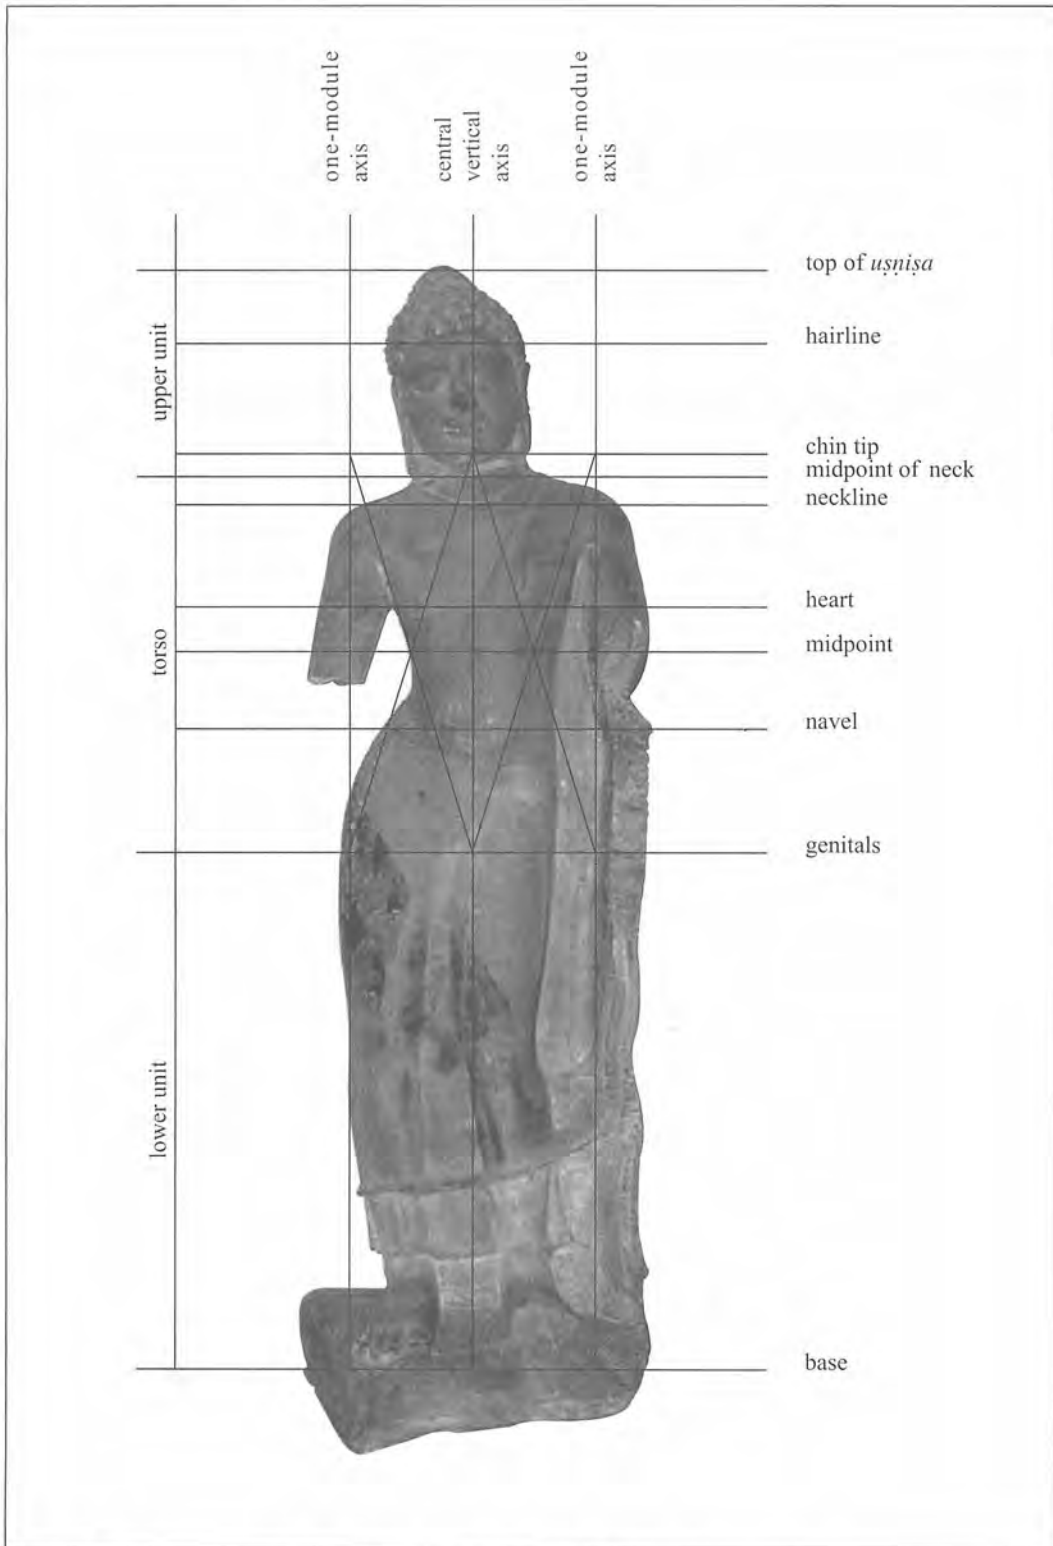 one-module
axis
central
vertical
axis
one-module
axis
top of uṣṇiṣa
hairline
upper unit
chin tip
midpoint of neck
neckline
heart
torso
midpoint
navel
genitals
lower unit
base